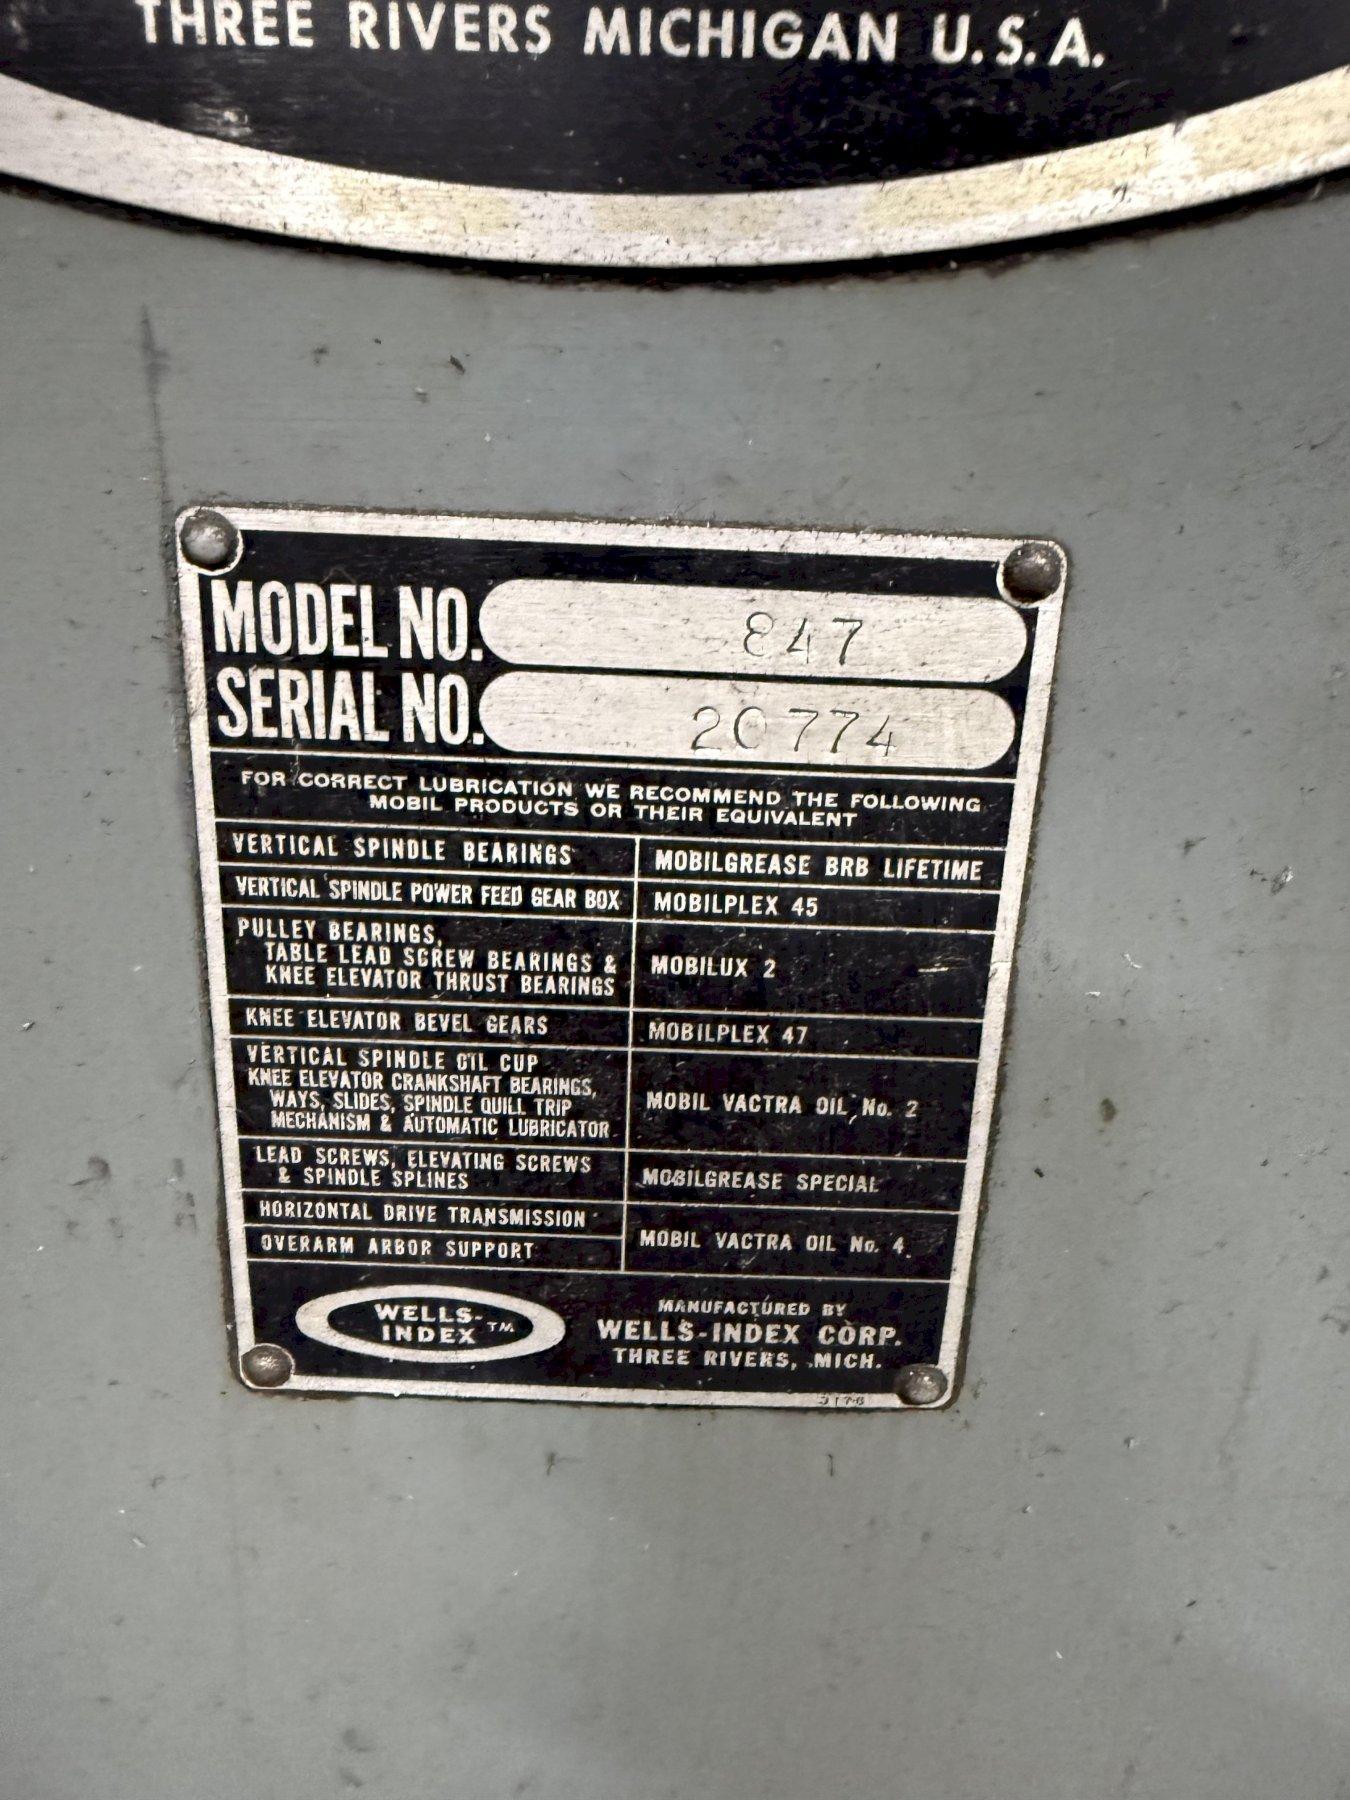 THREE RIVERS MICHIGAN U.S.A.
MODEL NO. 847
SERIAL NO. 20774
FOR CORRECT LUBRICATION WE RECOMMEND THE FOLLOWING
MOBIL PRODUCTS OR THEIR EQUIVALENT
VERTICAL SPINDLE BEARINGS MOBILGREASE BRB LIFETIME
VERTICAL SPINDLE POWER FEED GEAR BOX MOBILPLEX 45
PULLEY BEARINGS,
TABLE LEAD SCREW BEARINGS & MOBILUX 2
KNEE ELEVATOR THRUST BEARINGS
KNEE ELEVATOR BEVEL GEARS MOBILPLEX 47
VERTICAL SPINDLE OIL CUP
KNEE ELEVATOR CRANKSHAFT BEARINGS,
WAYS, SLIDES, SPINDLE QUILL TRIP MOBIL VACTRA OIL, No. 2
MECHANISM & AUTOMATIC LUBRICATOR
LEAD SCREWS, ELEVATING SCREWS
& SPINDLE SPLINES MOBILGREASE SPECIAL
HORIZONTAL DRIVE TRANSMISSION
OVERARM ARBOR SUPPORT MOBIL VACTRA OIL No. 4
WELLS-
INDEX ™
MANUFACTURED BY
WELLS-INDEX CORP.
THREE RIVERS, MICH.